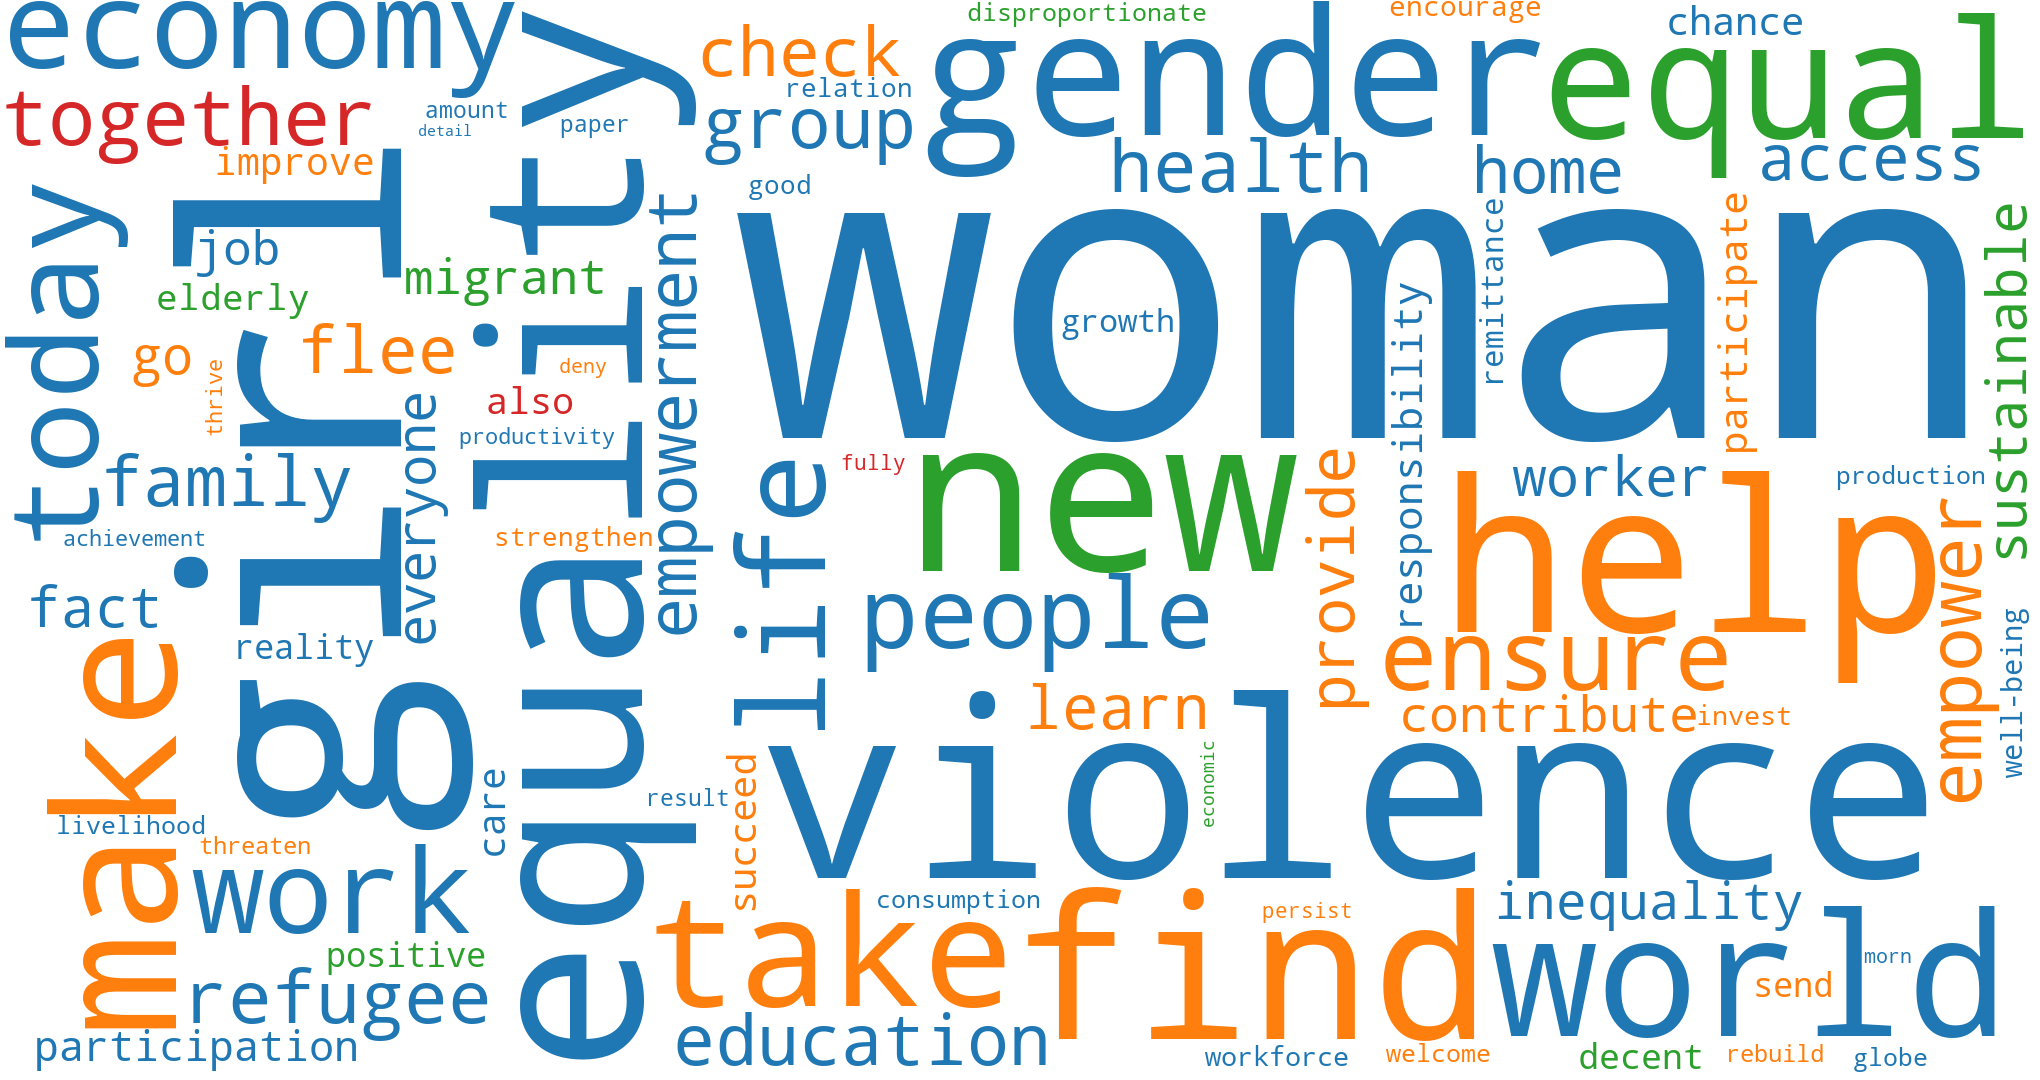 economy
disproportionate
encourage
chance
check
gender
equal
together
amount
detail
paper
relation
group
improve
health
home
access
good
today
girl
equality
empowerment
woman
job
migrant
elderly
growth
remittance
participate
responsibility
sustainable
go
flee
thrive
deny
also
everyone
productivity
family
life
fully
new
provide
worker
help
production
achievement
strengthen
fact
reality
people
ensure
empower
well-being
make
learn
contribute
invest
violence
economic
care
succeed
result
livelihood
threaten
work
take
consumption
find
persist
inequality
world
morn
positive
send
refugee
participation
education
workforce
welcome
decent
rebuild
globe